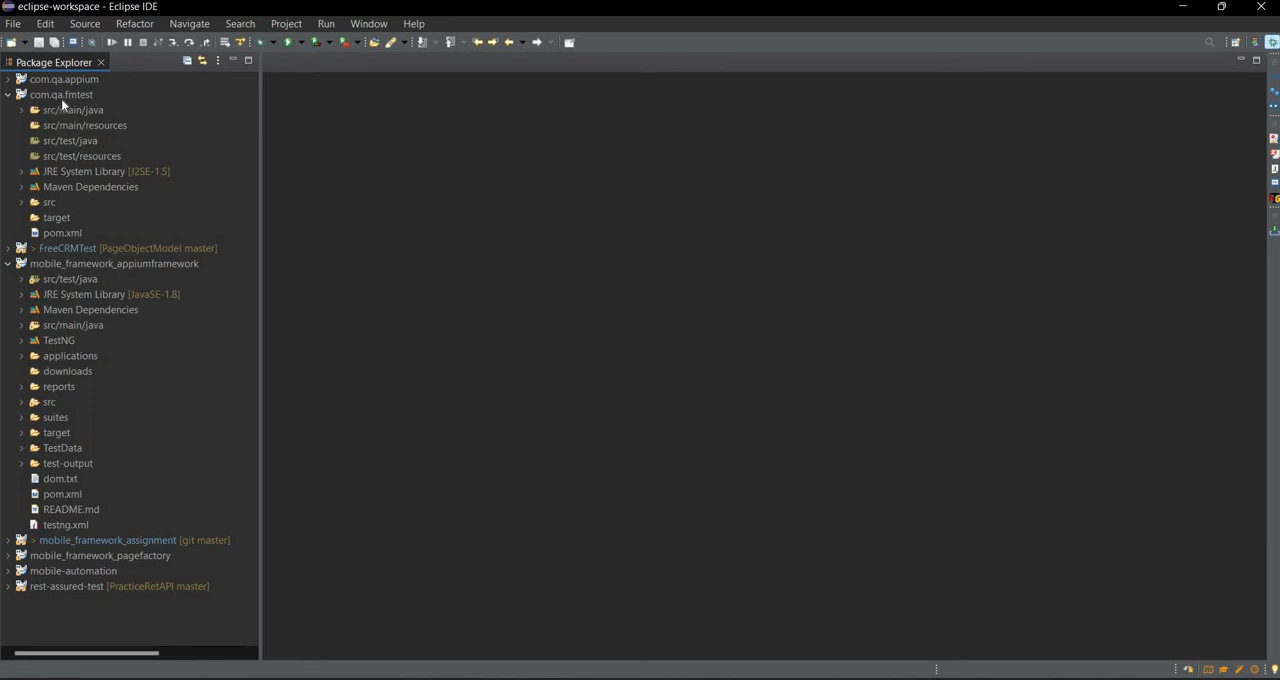 eclipse-workspace - Eclipse IDE
File Edit Source Refactor Navigate Search Project Run Window Help
Package Explorer
com.qa.appium
com.qa.fmtest
src/main/java
src/main/resources
src/test/java
src/test/resources
JRE System Library [J2SE-1.5]
Maven Dependencies
src
target
pom.xml
> FreeCRMTest [PageObjectModel master]
mobile_framework_appiumframework
src/test/java
JRE System Library [JavaSE-1.8]
Maven Dependencies
src/main/java
TestNG
applications
downloads
reports
src
suites
target
TestData
test-output
dom.txt
pom.xml
README.md
testng.xml
> mobile_framework_assignment [git master]
mobile_framework_pagefactory
mobile-automation
rest-assured-test [PracticeRetAPI master]